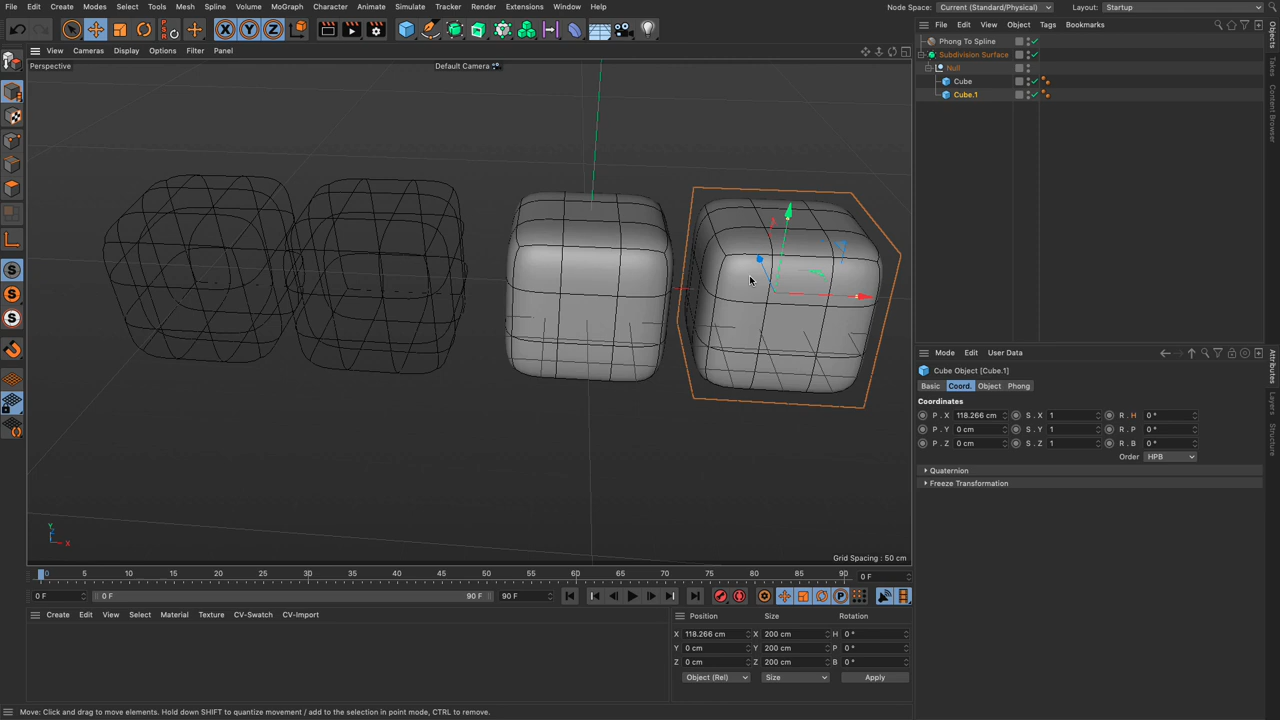 File Edit Create Modes Select Tools Mesh Spline Volume MoGraph Character Animate Simulate Tracker Render Extensions Window Help Node Space: Current (Standard/Physical) Layout: Startup
X Y Z
File Edit View Object Tags Bookmarks
View Cameras Display Options Filter Panel
Perspective Default Camera
Phong To Spline
Subdivision Surface
Null
Cube
Cube.1
Objects Takes Content Browser
Mode Edit User Data
Cube Object [Cube.1]
Basic Coord. Object Phong
Coordinates
P . X 118.266 cm S . X 1 R . H 0 °
P . Y 0 cm S . Y 1 R . P 0 °
P . Z 0 cm S . Z 1 R . B 0 °
Order HPB
Quaternion
Freeze Transformation
Attributes Layers Structure
Y
Z
X
Grid Spacing : 50 cm
0 5 10 15 20 25 30 35 40 45 50 55 60 65 70 75 80 85 90 0 F
0 F 0 F 90 F 90 F
Create Edit View Select Material Texture CV-Swatch CV-Import
Position Size Rotation
X 118.266 cm X 200 cm H 0 °
Y 0 cm Y 200 cm P 0 °
Z 0 cm Z 200 cm B 0 °
Object (Rel) Size Apply
Move: Click and drag to move elements. Hold down SHIFT to quantize movement / add to the selection in point mode, CTRL to remove.